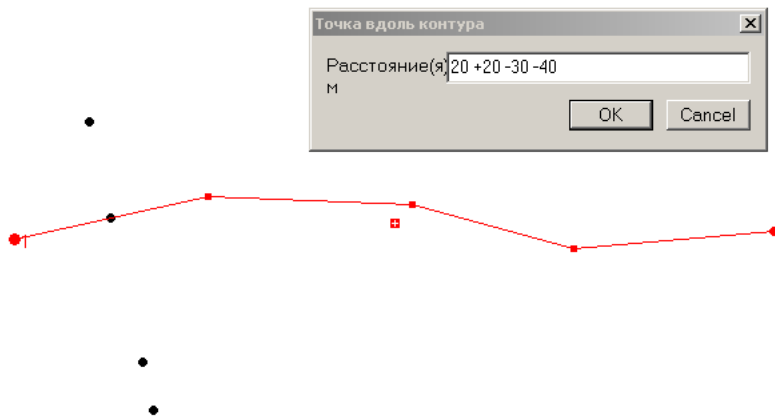 Точка вдоль контура
Расстояние(я) 20 +20 -30 -40
м
OK Cancel